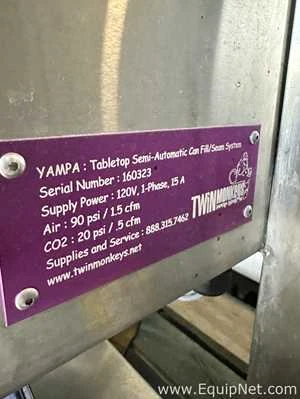 YAMPA : Tabletop Semi-Automatic Can Fill/Seam System
Serial Number : 160323
Supply Power : 120V, 1-Phase, 15 A
Air : 90 psi / 1.5 cfm
CO2 : 20 psi / .5 cfm
Supplies and Service : 888.315.7462
www.twinmonkeys.net
TWINMONKEYS
www.EquipNet.com